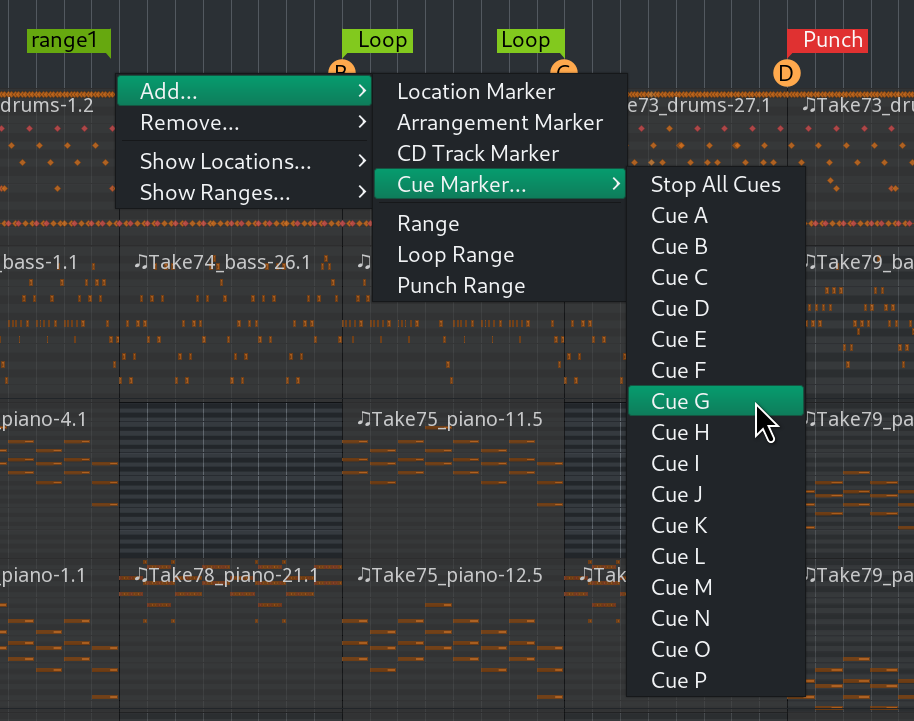 range1
Loop
Loop
Punch
B
C
D
drums-1.2
e73_drums-27.1
♫Take73_dru
Add...
Remove...
Show Locations...
Show Ranges...
Location Marker
Arrangement Marker
CD Track Marker
Cue Marker...
Range
Loop Range
Punch Range
Stop All Cues
Cue A
Cue B
Cue C
Cue D
Cue E
Cue F
Cue G
Cue H
Cue I
Cue J
Cue K
Cue L
Cue M
Cue N
Cue O
Cue P
_bass-1.1
♫Take74_bass-26.1
♫
♫Take79_ba
piano-4.1
♫Take75_piano-11.5
♫Take79_pa
piano-1.1
♫Take78_piano-21.1
♫Take75_piano-12.5
♫Tak
♫Take79_pa